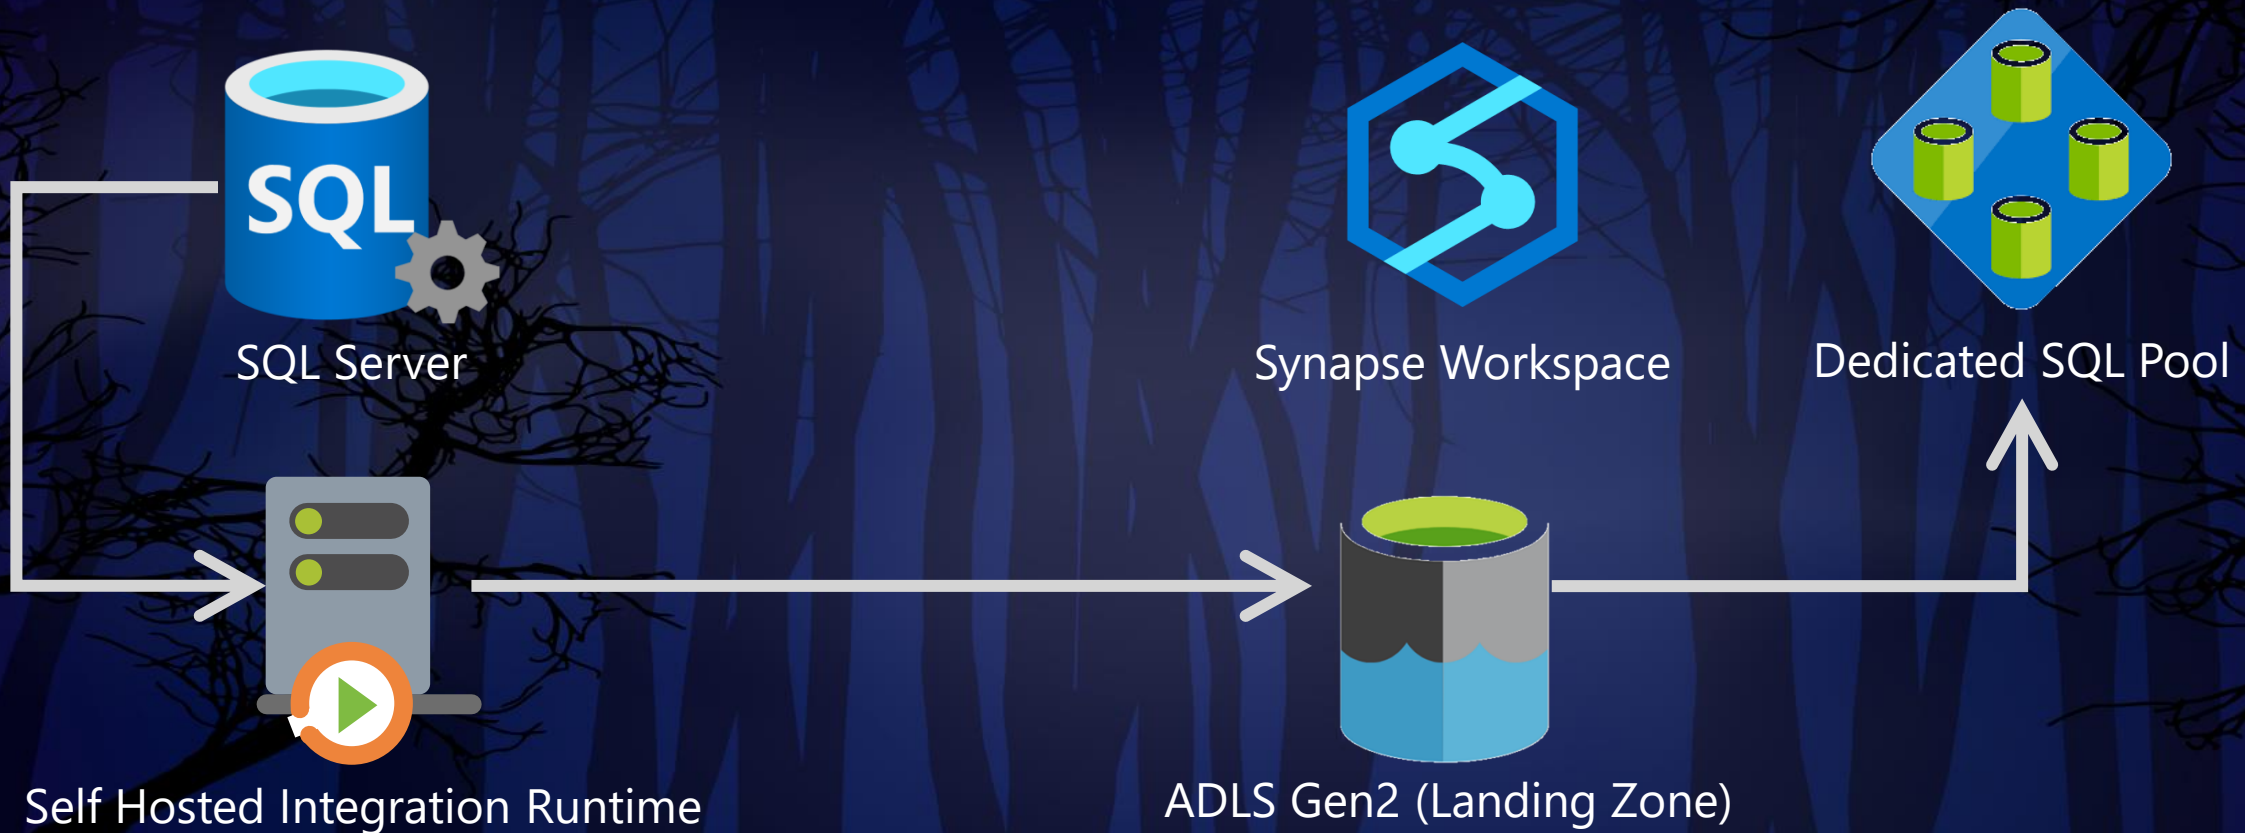 SQL
SQL Server
Synapse Workspace
Dedicated SQL Pool
Self Hosted Integration Runtime
ADLS Gen2 (Landing Zone)